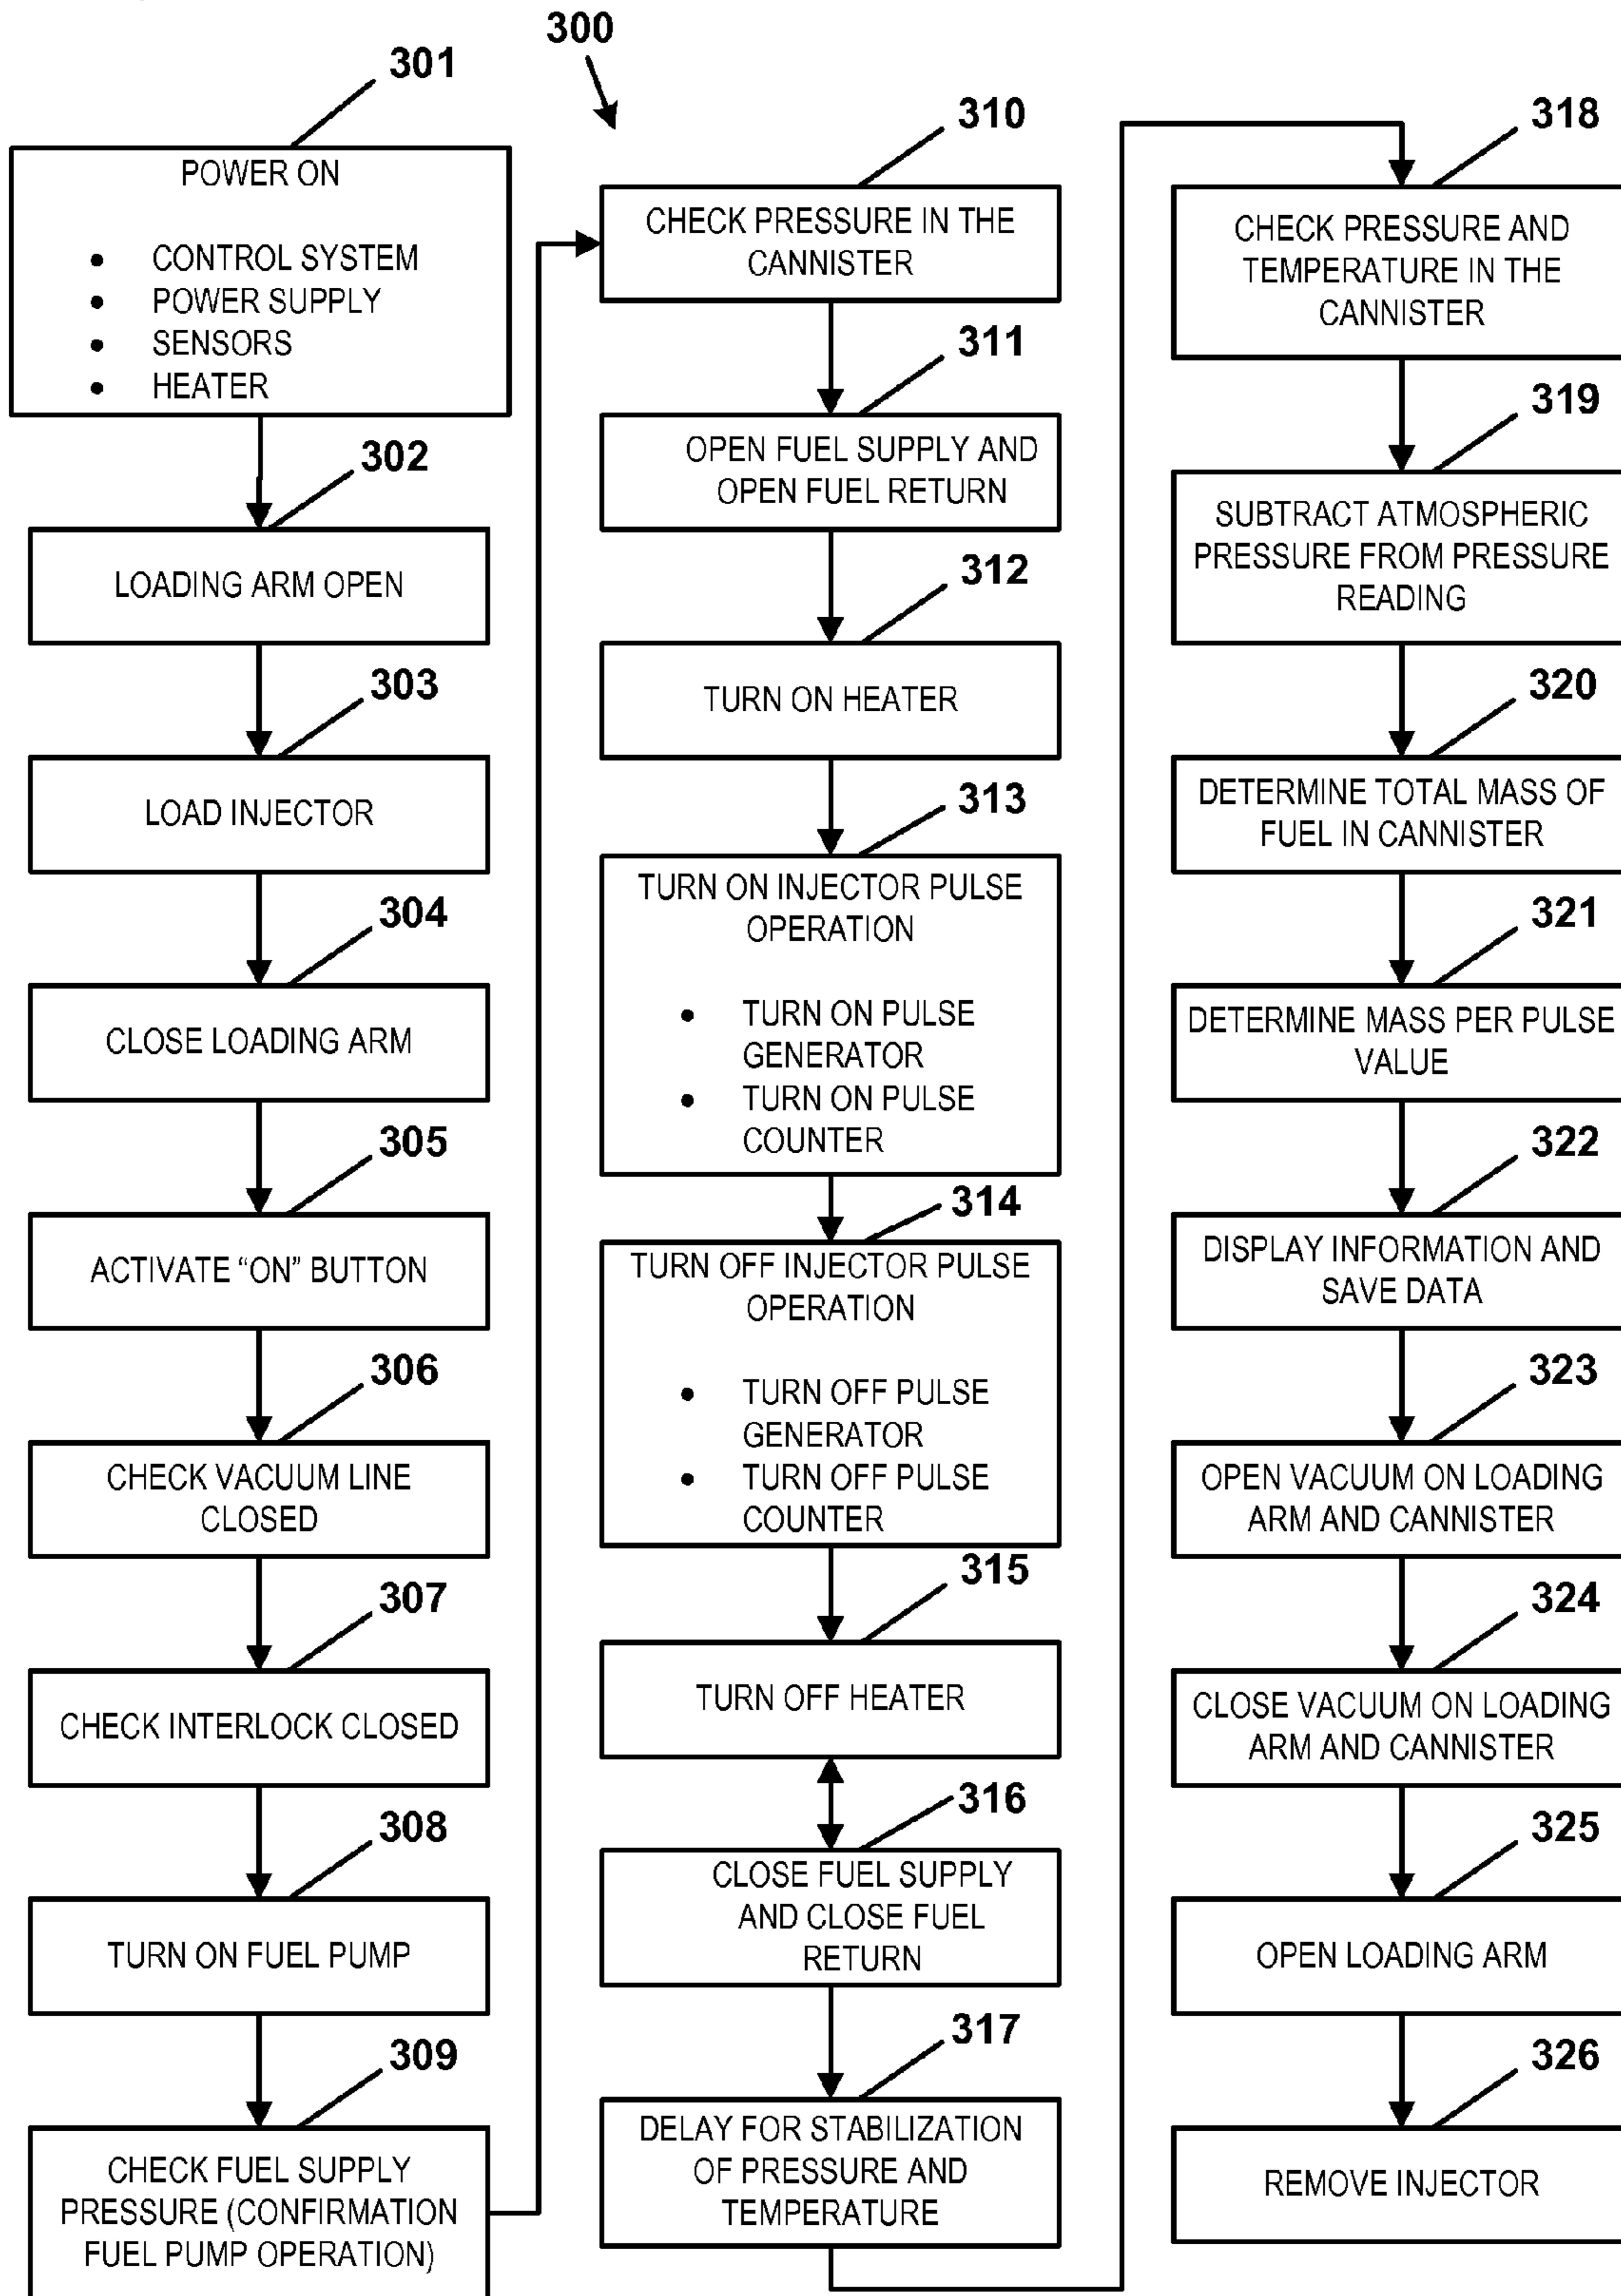 300
301
POWER ON
• CONTROL SYSTEM
• POWER SUPPLY
• SENSORS
• HEATER
302
LOADING ARM OPEN
303
LOAD INJECTOR
304
CLOSE LOADING ARM
305
ACTIVATE “ON” BUTTON
306
CHECK VACUUM LINE
CLOSED
307
CHECK INTERLOCK CLOSED
308
TURN ON FUEL PUMP
309
CHECK FUEL SUPPLY
PRESSURE (CONFIRMATION
FUEL PUMP OPERATION)
310
CHECK PRESSURE IN THE
CANNISTER
311
OPEN FUEL SUPPLY AND
OPEN FUEL RETURN
312
TURN ON HEATER
313
TURN ON INJECTOR PULSE
OPERATION
• TURN ON PULSE
GENERATOR
• TURN ON PULSE
COUNTER
314
TURN OFF INJECTOR PULSE
OPERATION
• TURN OFF PULSE
GENERATOR
• TURN OFF PULSE
COUNTER
315
TURN OFF HEATER
316
CLOSE FUEL SUPPLY
AND CLOSE FUEL
RETURN
317
DELAY FOR STABILIZATION
OF PRESSURE AND
TEMPERATURE
318
CHECK PRESSURE AND
TEMPERATURE IN THE
CANNISTER
319
SUBTRACT ATMOSPHERIC
PRESSURE FROM PRESSURE
READING
320
DETERMINE TOTAL MASS OF
FUEL IN CANNISTER
321
DETERMINE MASS PER PULSE
VALUE
322
DISPLAY INFORMATION AND
SAVE DATA
323
OPEN VACUUM ON LOADING
ARM AND CANNISTER
324
CLOSE VACUUM ON LOADING
ARM AND CANNISTER
325
OPEN LOADING ARM
326
REMOVE INJECTOR